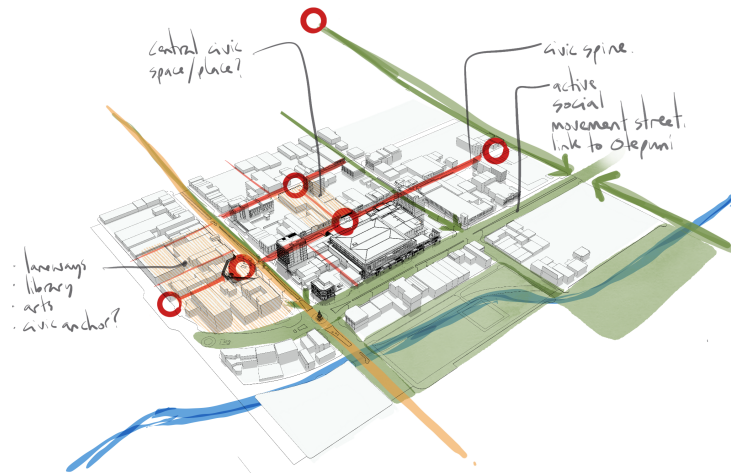 central civic
space/place?
civic spine.
active
social
movement street.
link to Otepuni
· laneways
· library
· arts
· civic anchor?